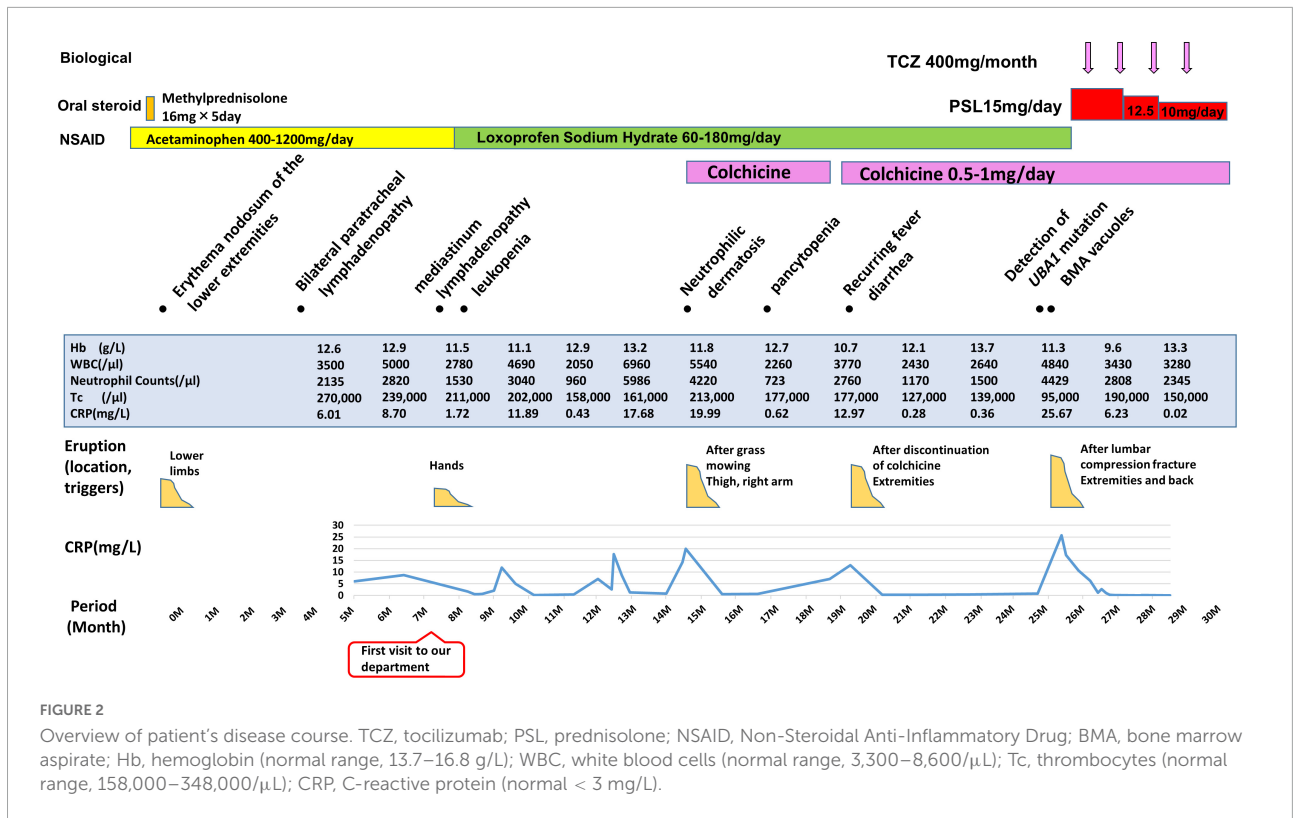 Biological
TCZ 400mg/month
Oral steroid
Methylprednisolone
16mg × 5day
PSL15mg/day
12.5
10mg/day
NSAID
Acetaminophen 400-1200mg/day
Loxoprofen Sodium Hydrate 60-180mg/day
Colchicine
Colchicine 0.5-1mg/day
• Erythema nodosum of the
lower extremities
• Bilateral paratracheal
lymphadenopathy
• mediastinum
lymphadenopathy
• leukopenia
• Neutrophilic
dermatosis
• pancytopenia
• Recurring fever
diarrhea
• Detection of
UBA1 mutation
• BMA vacuoles
Hb (g/L) 12.6 12.9 11.5 11.1 12.9 13.2 11.8 12.7 10.7 12.1 13.7 11.3 9.6 13.3
WBC(/μl) 3500 5000 2780 4690 2050 6960 5540 2260 3770 2430 2640 4840 3430 3280
Neutrophil Counts(/μl) 2135 2820 1530 3040 960 5986 4220 723 2760 1170 1500 4429 2808 2345
Tc (/μl) 270,000 239,000 211,000 202,000 158,000 161,000 213,000 177,000 177,000 127,000 139,000 95,000 190,000 150,000
CRP(mg/L) 6.01 8.70 1.72 11.89 0.43 17.68 19.99 0.62 12.97 0.28 0.36 25.67 6.23 0.02
Eruption
(location,
triggers)
Lower
limbs
Hands
After grass
mowing
Thigh, right arm
After discontinuation
of colchicine
Extremities
After lumbar
compression fracture
Extremities and back
CRP(mg/L)
30
25
20
15
10
5
0
Period
(Month)
0M 1M 2M 3M 4M 5M 6M 7M 8M 9M 10M 11M 12M 13M 14M 15M 16M 17M 18M 19M 20M 21M 22M 23M 24M 25M 26M 27M 28M 29M 30M
First visit to our
department
FIGURE 2
Overview of patient's disease course. TCZ, tocilizumab; PSL, prednisolone; NSAID, Non-Steroidal Anti-Inflammatory Drug; BMA, bone marrow
aspirate; Hb, hemoglobin (normal range, 13.7–16.8 g/L); WBC, white blood cells (normal range, 3,300–8,600/μL); Tc, thrombocytes (normal
range, 158,000–348,000/μL); CRP, C-reactive protein (normal < 3 mg/L).